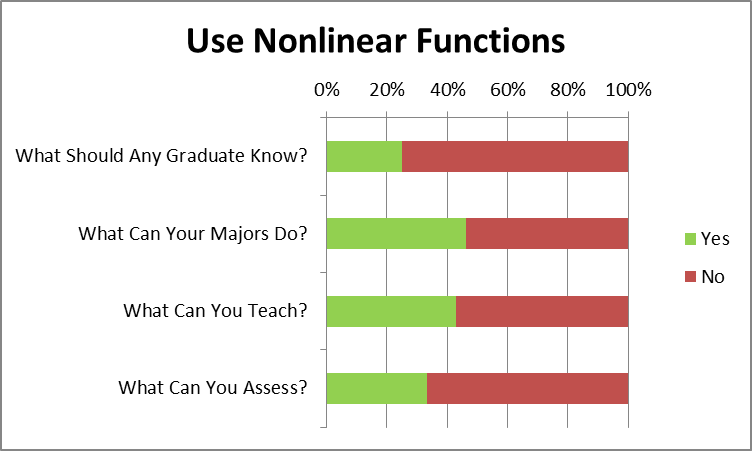 Use Nonlinear Functions
0% 20% 40% 60% 80% 100%
What Should Any Graduate Know?
What Can Your Majors Do?
What Can You Teach?
What Can You Assess?
Yes
No